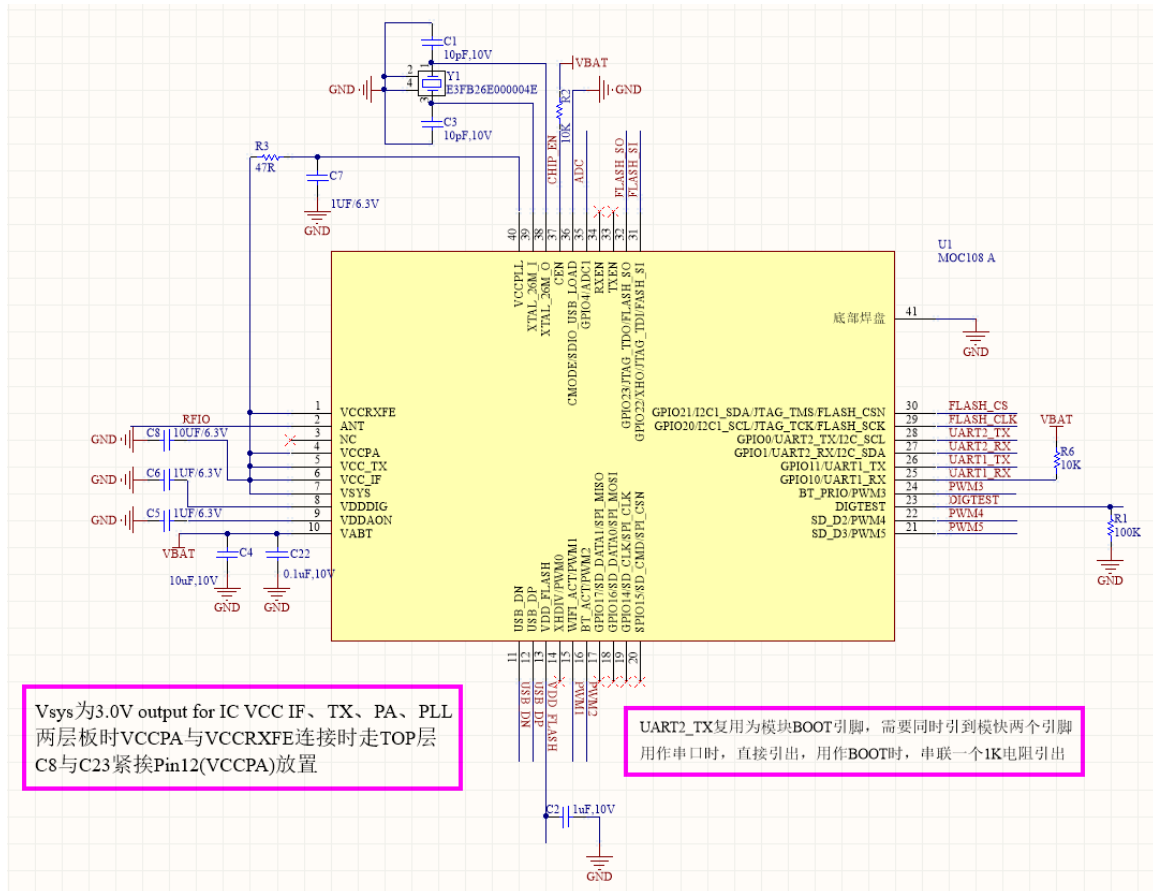 C1
10pF,10V
VBAT
1
2
Y1
4
E3FB26E000004E
GND
R2
GND
3
C3
10pF,10V
10K
R3
47R
CHIP_EN
ADC
FLASH_SO
FLASH_SI
C7
1UF/6.3V
GND
40
39
38
37
36
35
34
33
32
31
U1
MOC108 A
VCCPLL
XTAL_26M_I
XTAL_26M_O
CEN
CMODE/SDIO_USB_LOAD
GPIO4/ADC1
RXEN
TXEN
GPIO23/JTAG_TDO/FLASH_SO
GPIO22/XHO/JTAG_TDI/FASH_SI
底部焊盘
41
GND
1
VCCRXFE
RFIO
2
ANT
GND
C8
10UF/6.3V
3
NC
4
VCCPA
5
VCC_TX
GND
C6
1UF/6.3V
6
VCC_IF
7
VSYS
8
VDDDIG
GND
C5
1UF/6.3V
9
VDDAON
10
VABT
VBAT
C4
10uF,10V
GND
C22
0.1uF,10V
GND
GPIO21/I2C1_SDA/JTAG_TMS/FLASH_CSN
30
FLASH_CS
GPIO20/I2C1_SCL/JTAG_TCK/FLASH_SCK
29
FLASH_CLK
GPIO0/UART2_TX/I2C_SCL
28
UART2_TX
GPIO1/UART2_RX/I2C_SDA
27
UART2_RX
GPIO11/UART1_TX
26
UART1_TX
GPIO10/UART1_RX
25
UART1_RX
BT_PRIO/PWM3
24
PWM3
DIGTEST
23
DIGTEST
SD_D2/PWM4
22
PWM4
SD_D3/PWM5
21
PWM5
VBAT
R6
10K
R1
100K
GND
USB_DN
USB_DP
VDD_FLASH
XHDIV/PWM0
WIFI_ACT/PWM1
BT_ACT/PWM2
GPIO17/SD_DATA1/SPI_MISO
GPIO16/SD_DATA0/SPI_MOSI
GPIO14/SD_CLK/SPI_CLK
SPIO15/SD_CMD/SPI_CSN
11
12
13
14
15
16
17
18
19
20
USB_DN
USB_DP
VDD_FLASH
PWM1
PWM2
Vsys为3.0V output for IC VCC IF、TX、PA、PLL
两层板时VCCPA与VCCRXFE连接时走TOP层
C8与C23紧挨Pin12(VCCPA)放置
UART2_TX复用为模块BOOT引脚，需要同时引到模快两个引脚
用作串口时，直接引出，用作BOOT时，串联一个1K电阻引出
C2
1uF,10V
GND